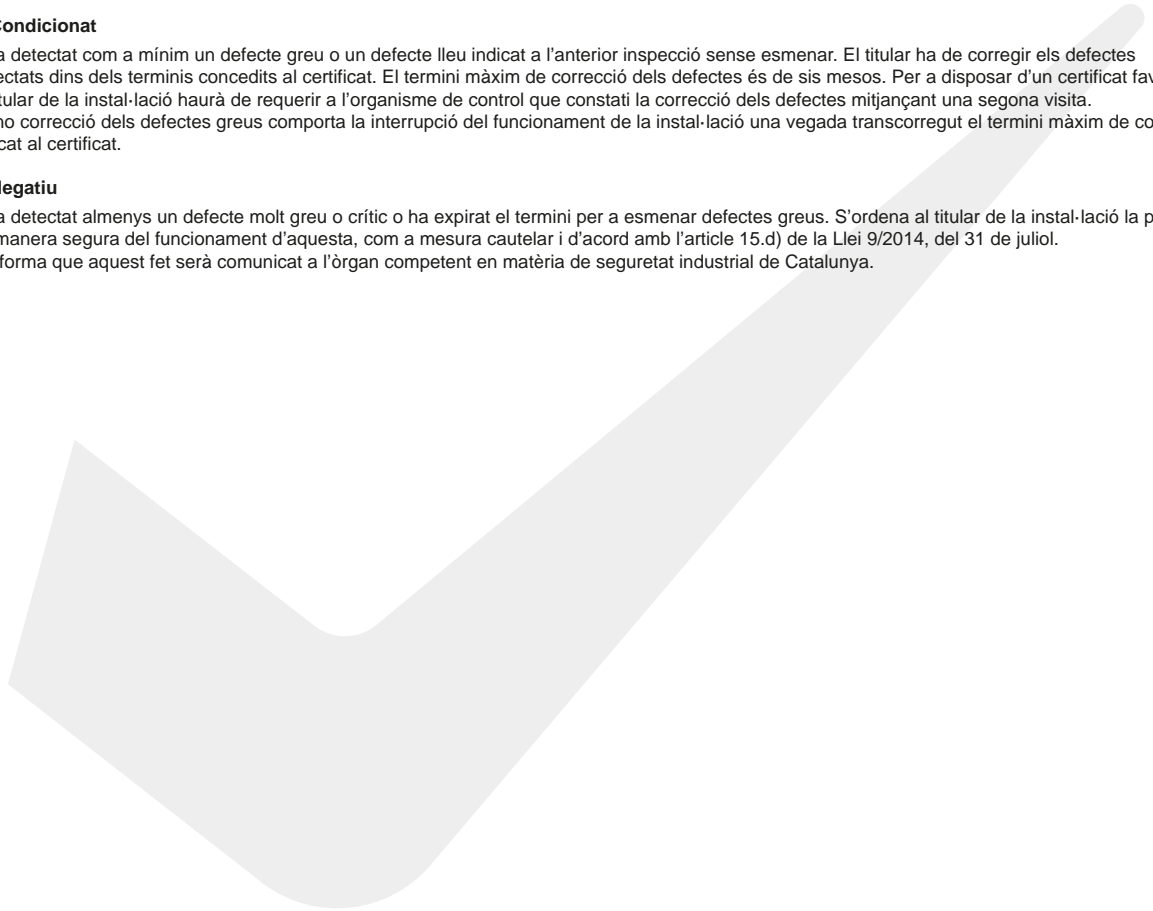 Condicionat
a detectat com a mínim un defecte greu o un defecte lleu indicat a l’anterior inspecció sense esmenar. El titular ha de corregir els defectes
ectats dins dels terminis concedits al certificat. El termini màxim de correcció dels defectes és de sis mesos. Per a disposar d’un certificat fav
tular de la instal·lació haurà de requerir a l’organisme de control que constati la correcció dels defectes mitjançant una segona visita.
no correcció dels defectes greus comporta la interrupció del funcionament de la instal·lació una vegada transcorregut el termini màxim de co
cat al certificat.
legatiu
a detectat almenys un defecte molt greu o crític o ha expirat el termini per a esmenar defectes greus. S’ordena al titular de la instal·lació la p
manera segura del funcionament d’aquesta, com a mesura cautelar i d’acord amb l’article 15.d) de la Llei 9/2014, del 31 de juliol.
forma que aquest fet serà comunicat a l’òrgan competent en matèria de seguretat industrial de Catalunya.